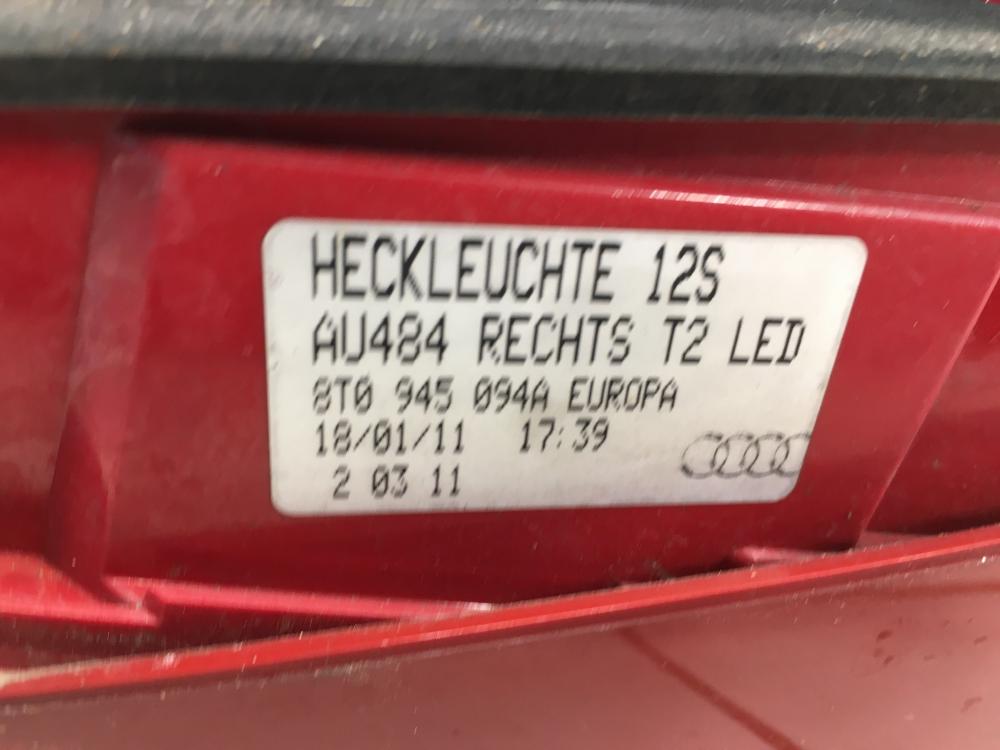 HECKLEUCHTE 12S
AU484 RECHTS T2 LED
8T0 945 094A EUROPA
18/01/11 17:39
2 03 11